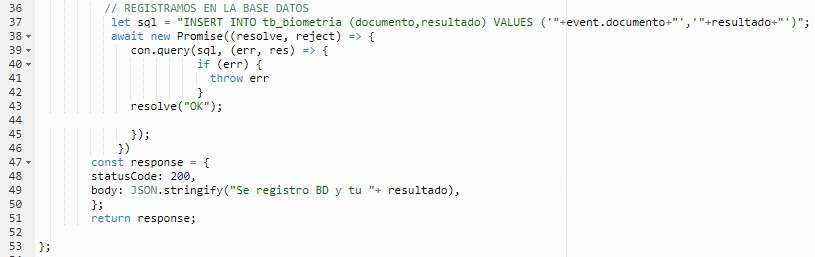 36 // REGISTRAMOS EN LA BASE DATOS
37 let sql = "INSERT INTO tb_biometria (documento,resultado) VALUES ('"+event.documento+"','"+resultado+"')";
38 await new Promise((resolve, reject) => {
39 con.query(sql, (err, res) => {
40 if (err) {
41 throw err
42 }
43 resolve("OK");
44
45 });
46 })
47 const response = {
48 statusCode: 200,
49 body: JSON.stringify("Se registro BD y tu "+ resultado),
50 };
51 return response;
52
53 };